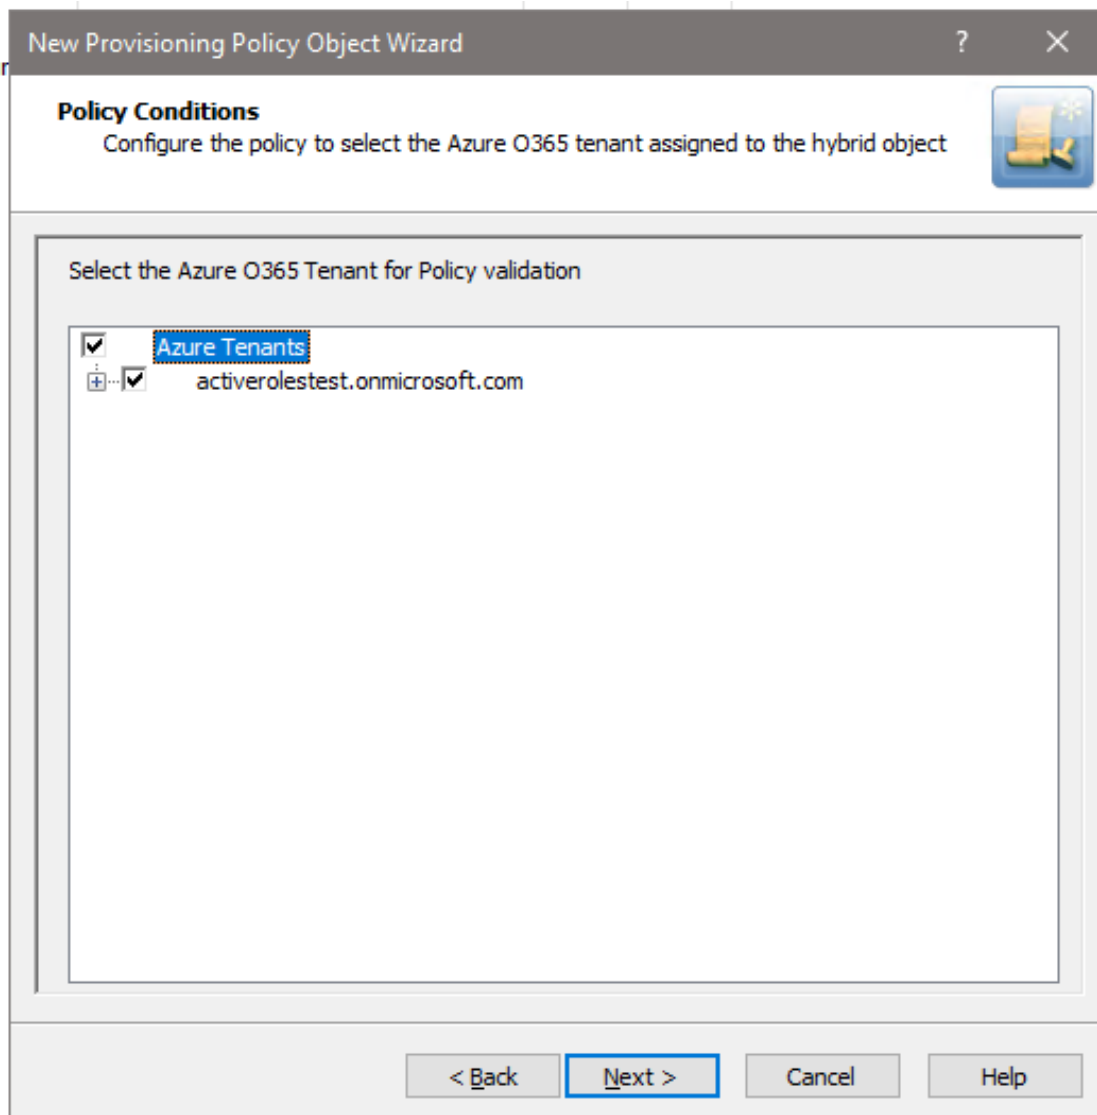 New Provisioning Policy Object Wizard ?
r
Policy Conditions
Configure the policy to select the Azure O365 tenant assigned to the hybrid object
Select the Azure O365 Tenant for Policy validation
Azure Tenants
activerolestest.onmicrosoft.com
< Back Next > Cancel Help